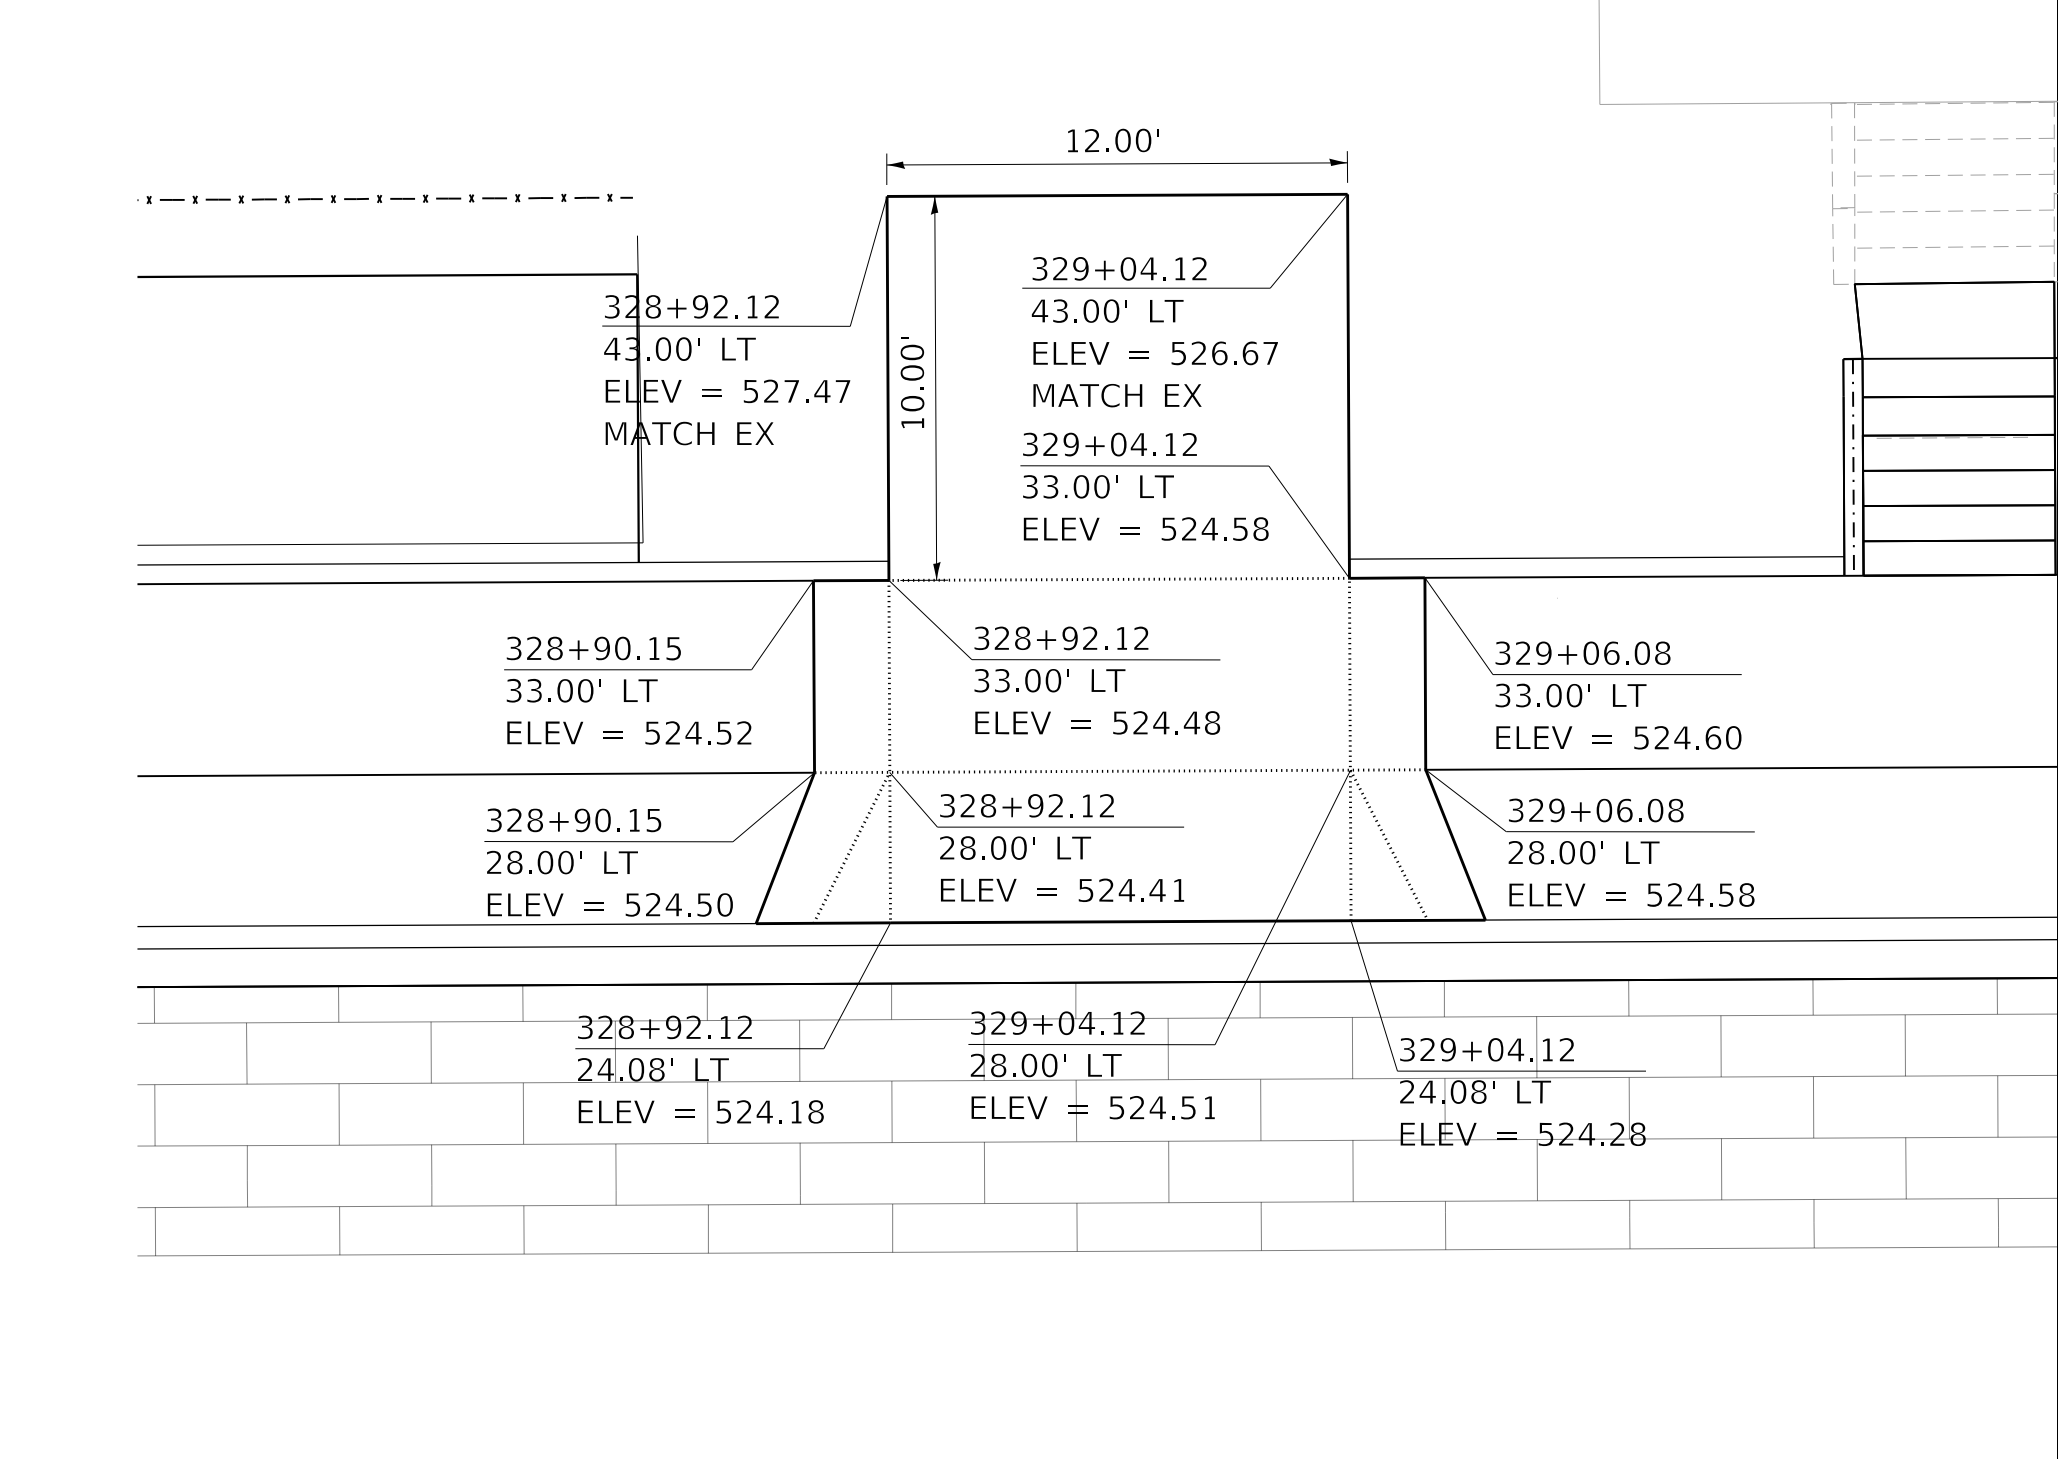 12.00'
328+92.12
43.00' LT
ELEV = 527.47
MATCH EX
10.00'
329+04.12
43.00' LT
ELEV = 526.67
MATCH EX
329+04.12
33.00' LT
ELEV = 524.58
328+90.15
33.00' LT
ELEV = 524.52
328+92.12
33.00' LT
ELEV = 524.48
329+06.08
33.00' LT
ELEV = 524.60
328+90.15
28.00' LT
ELEV = 524.50
328+92.12
28.00' LT
ELEV = 524.41
329+06.08
28.00' LT
ELEV = 524.58
328+92.12
24.08' LT
ELEV = 524.18
329+04.12
28.00' LT
ELEV = 524.51
329+04.12
24.08' LT
ELEV = 524.28